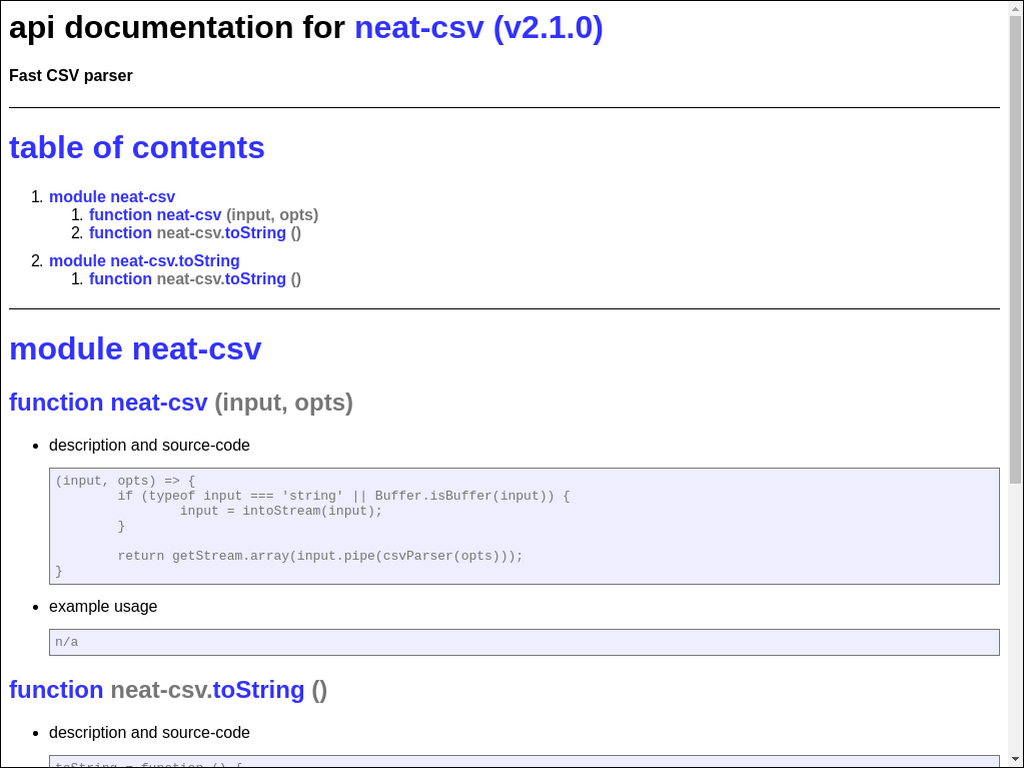 api documentation for neat-csv (v2.1.0)
Fast CSV parser
table of contents
1. module neat-csv
1. function neat-csv (input, opts)
2. function neat-csv.toString ()
2. module neat-csv.toString
1. function neat-csv.toString ()
module neat-csv
function neat-csv (input, opts)
• description and source-code
(input, opts) => {
        if (typeof input === 'string' || Buffer.isBuffer(input)) {
                input = intoStream(input);
        }
        return getStream.array(input.pipe(csvParser(opts)));
}
• example usage
n/a
function neat-csv.toString ()
• description and source-code
toString = function () {